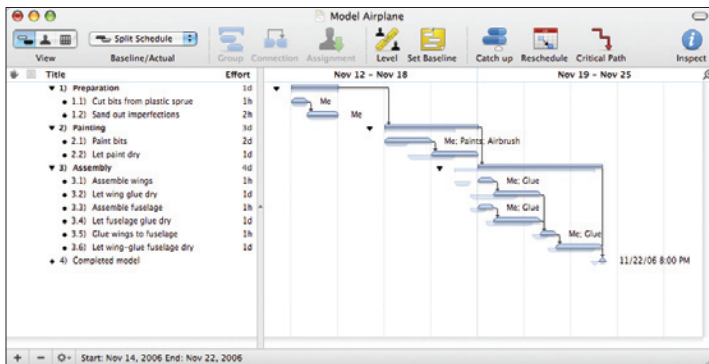 Model Airplane
Split Schedule
View Baseline/Actual Group Connection Assignment Level Set Baseline Catch up Reschedule Critical Path Inspect
Title Effort Nov 12 – Nov 18 Nov 19 – Nov 25
1) Preparation 1d
1.1) Cut bits from plastic sprue 1h Me
1.2) Sand out imperfections 2h Me
2) Painting 3d
2.1) Paint bits 2d Me; Paints; Airbrush
2.2) Let paint dry 1d
3) Assembly 4d
3.1) Assemble wings 1h Me; Glue
3.2) Let wing glue dry 1d
3.3) Assemble fuselage 1h Me; Glue
3.4) Let fuselage glue dry 1d
3.5) Glue wings to fuselage 1h Me; Glue
3.6) Let wing-glue fuselage dry 1d
4) Completed model 11/22/06 8:00 PM
Start: Nov 14, 2006 End: Nov 22, 2006